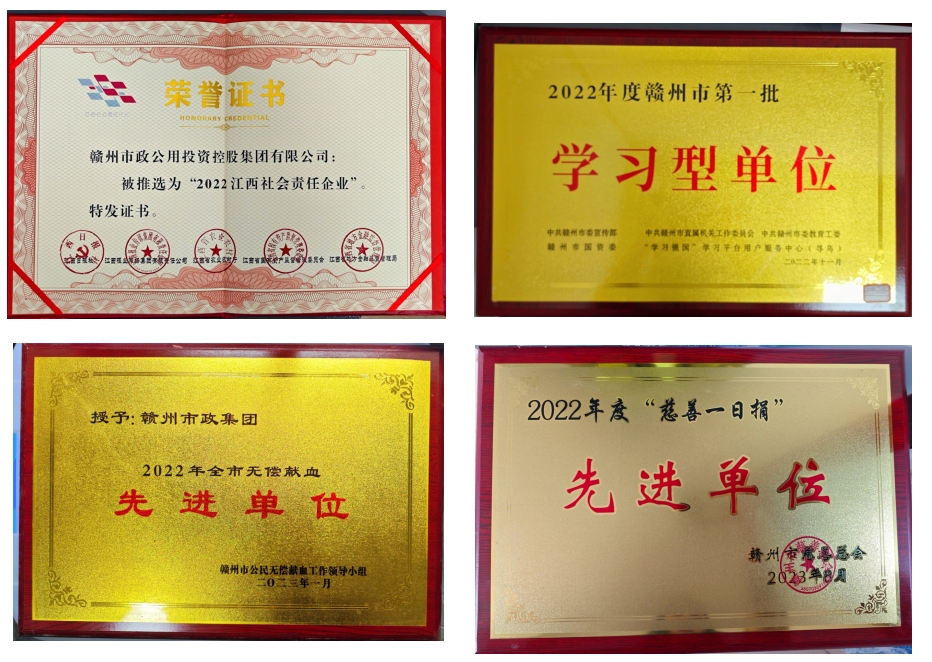 荣誉证书
HONORARY CREDENTIAL
赣州市政公用投资控股集团有限公司：
被推选为“2022江西社会责任企业”。
特发证书。
2022年度赣州市第一批
学习型单位
中共赣州市委宣传部 中共赣州市直属机关工作委员会 中共赣州市委教育工委
赣州市国资委 “学习强国”学习平台用户服务中心（寻乌）
二〇二二年十一月
授予：赣州市政集团
2022年全市无偿献血
先进单位
赣州市公民无偿献血工作领导小组
二〇二三年一月
2022年度“慈善一日捐”
先进单位
赣州市慈善总会
2023年8月